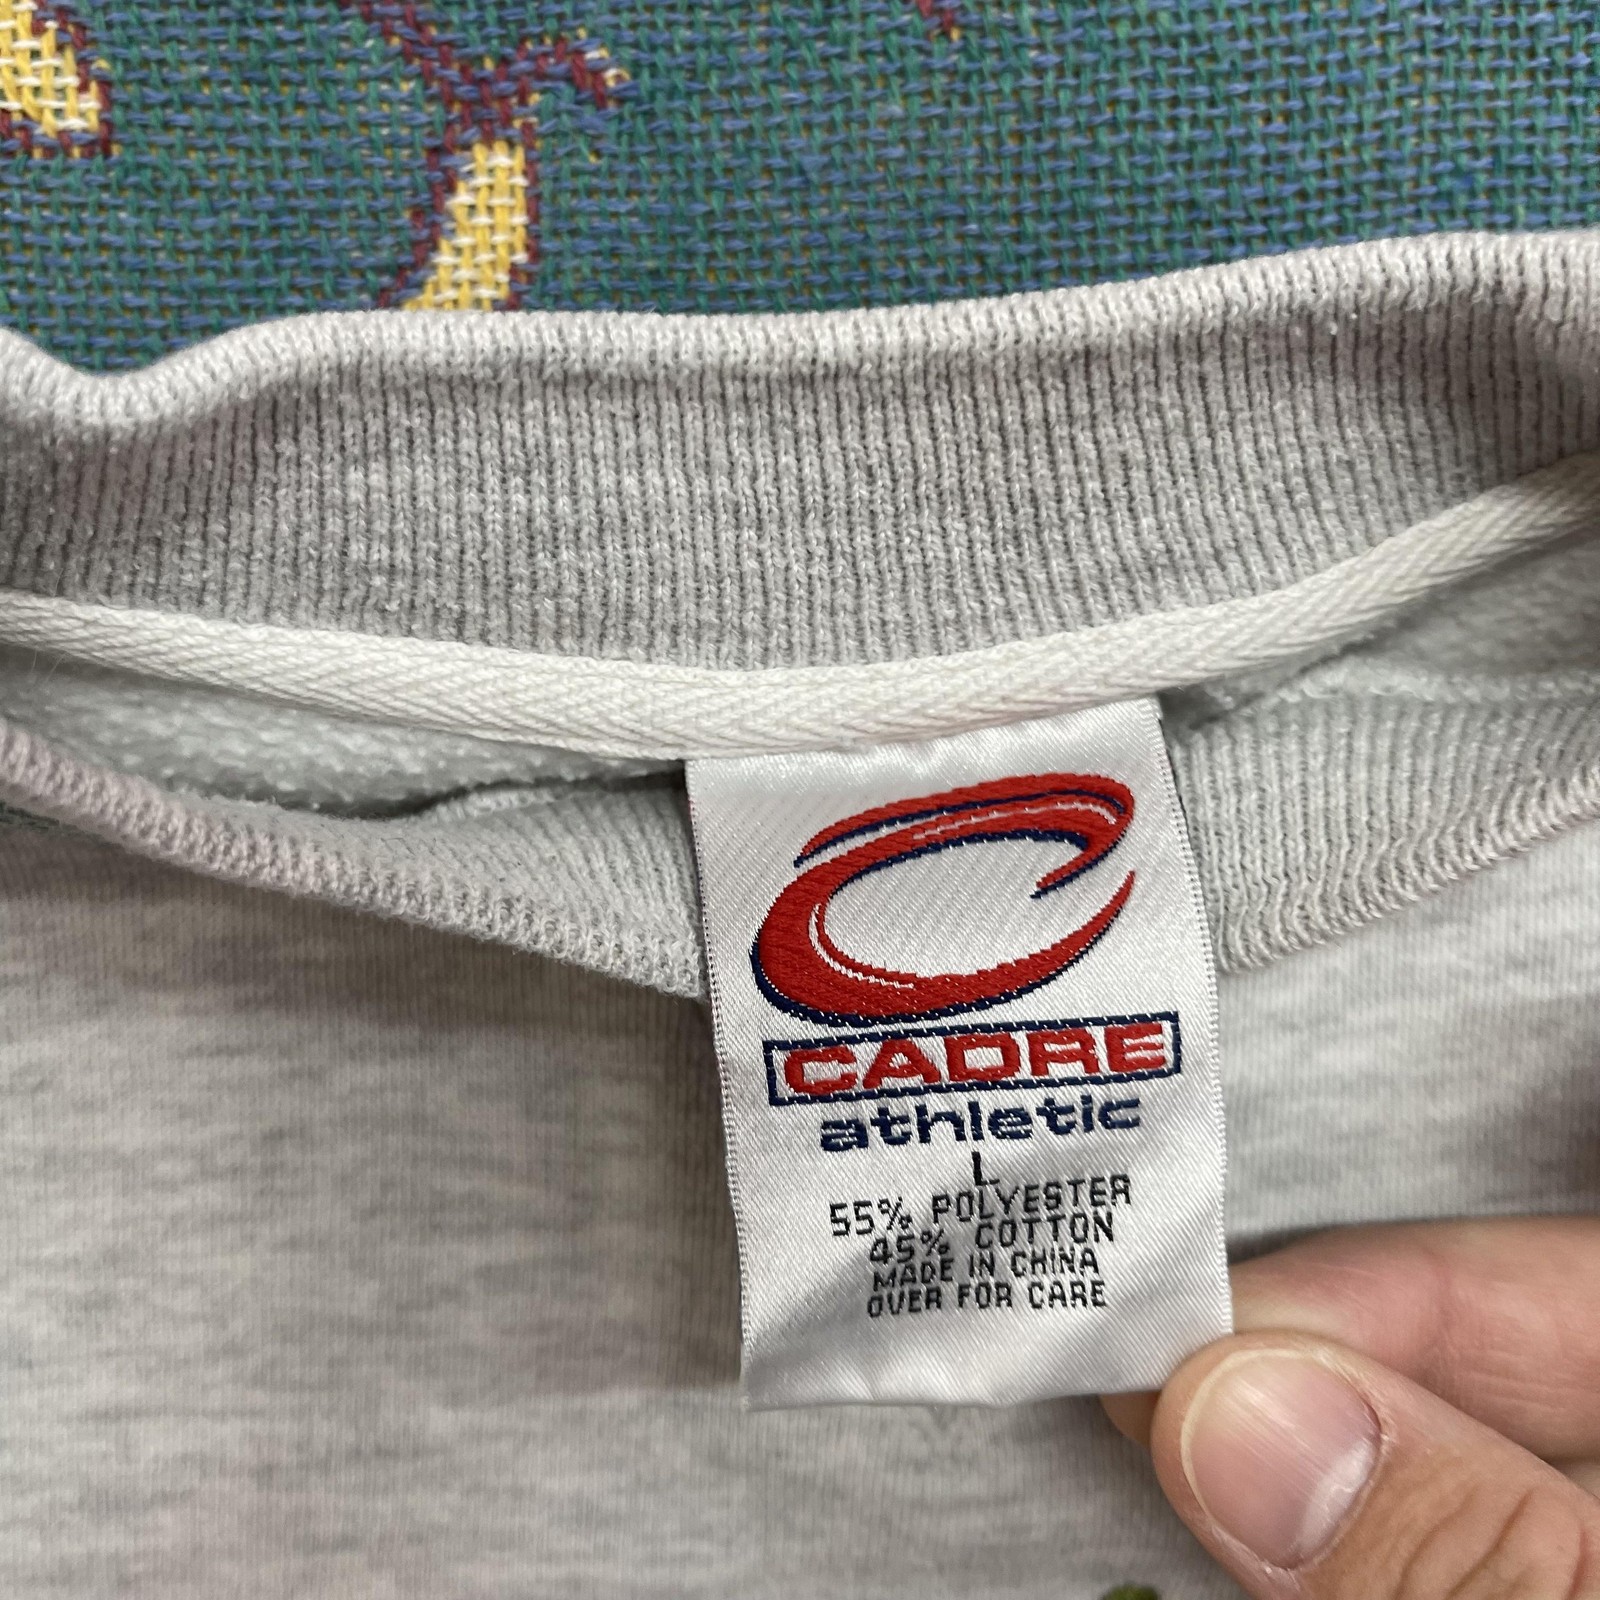 CADRE
athletic
L
55% POLYESTER
45% COTTON
MADE IN CHINA
OVER FOR CARE